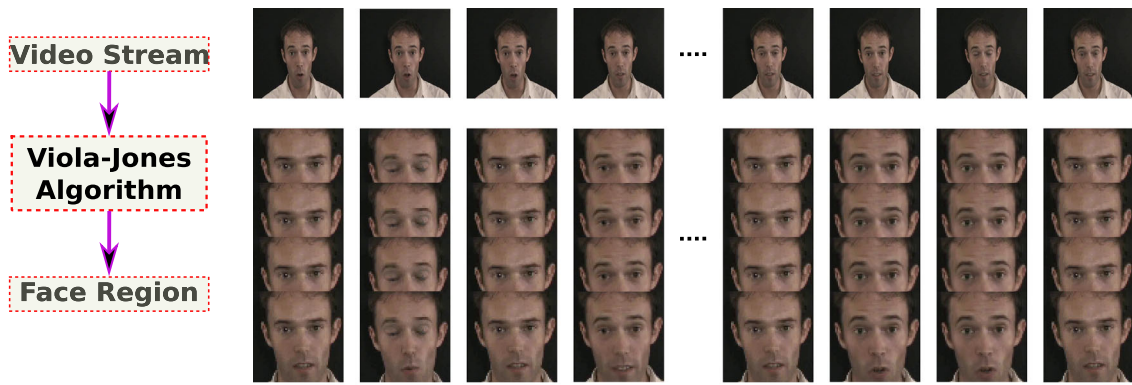 Video Stream
....
Viola-Jones
Algorithm
....
Face Region